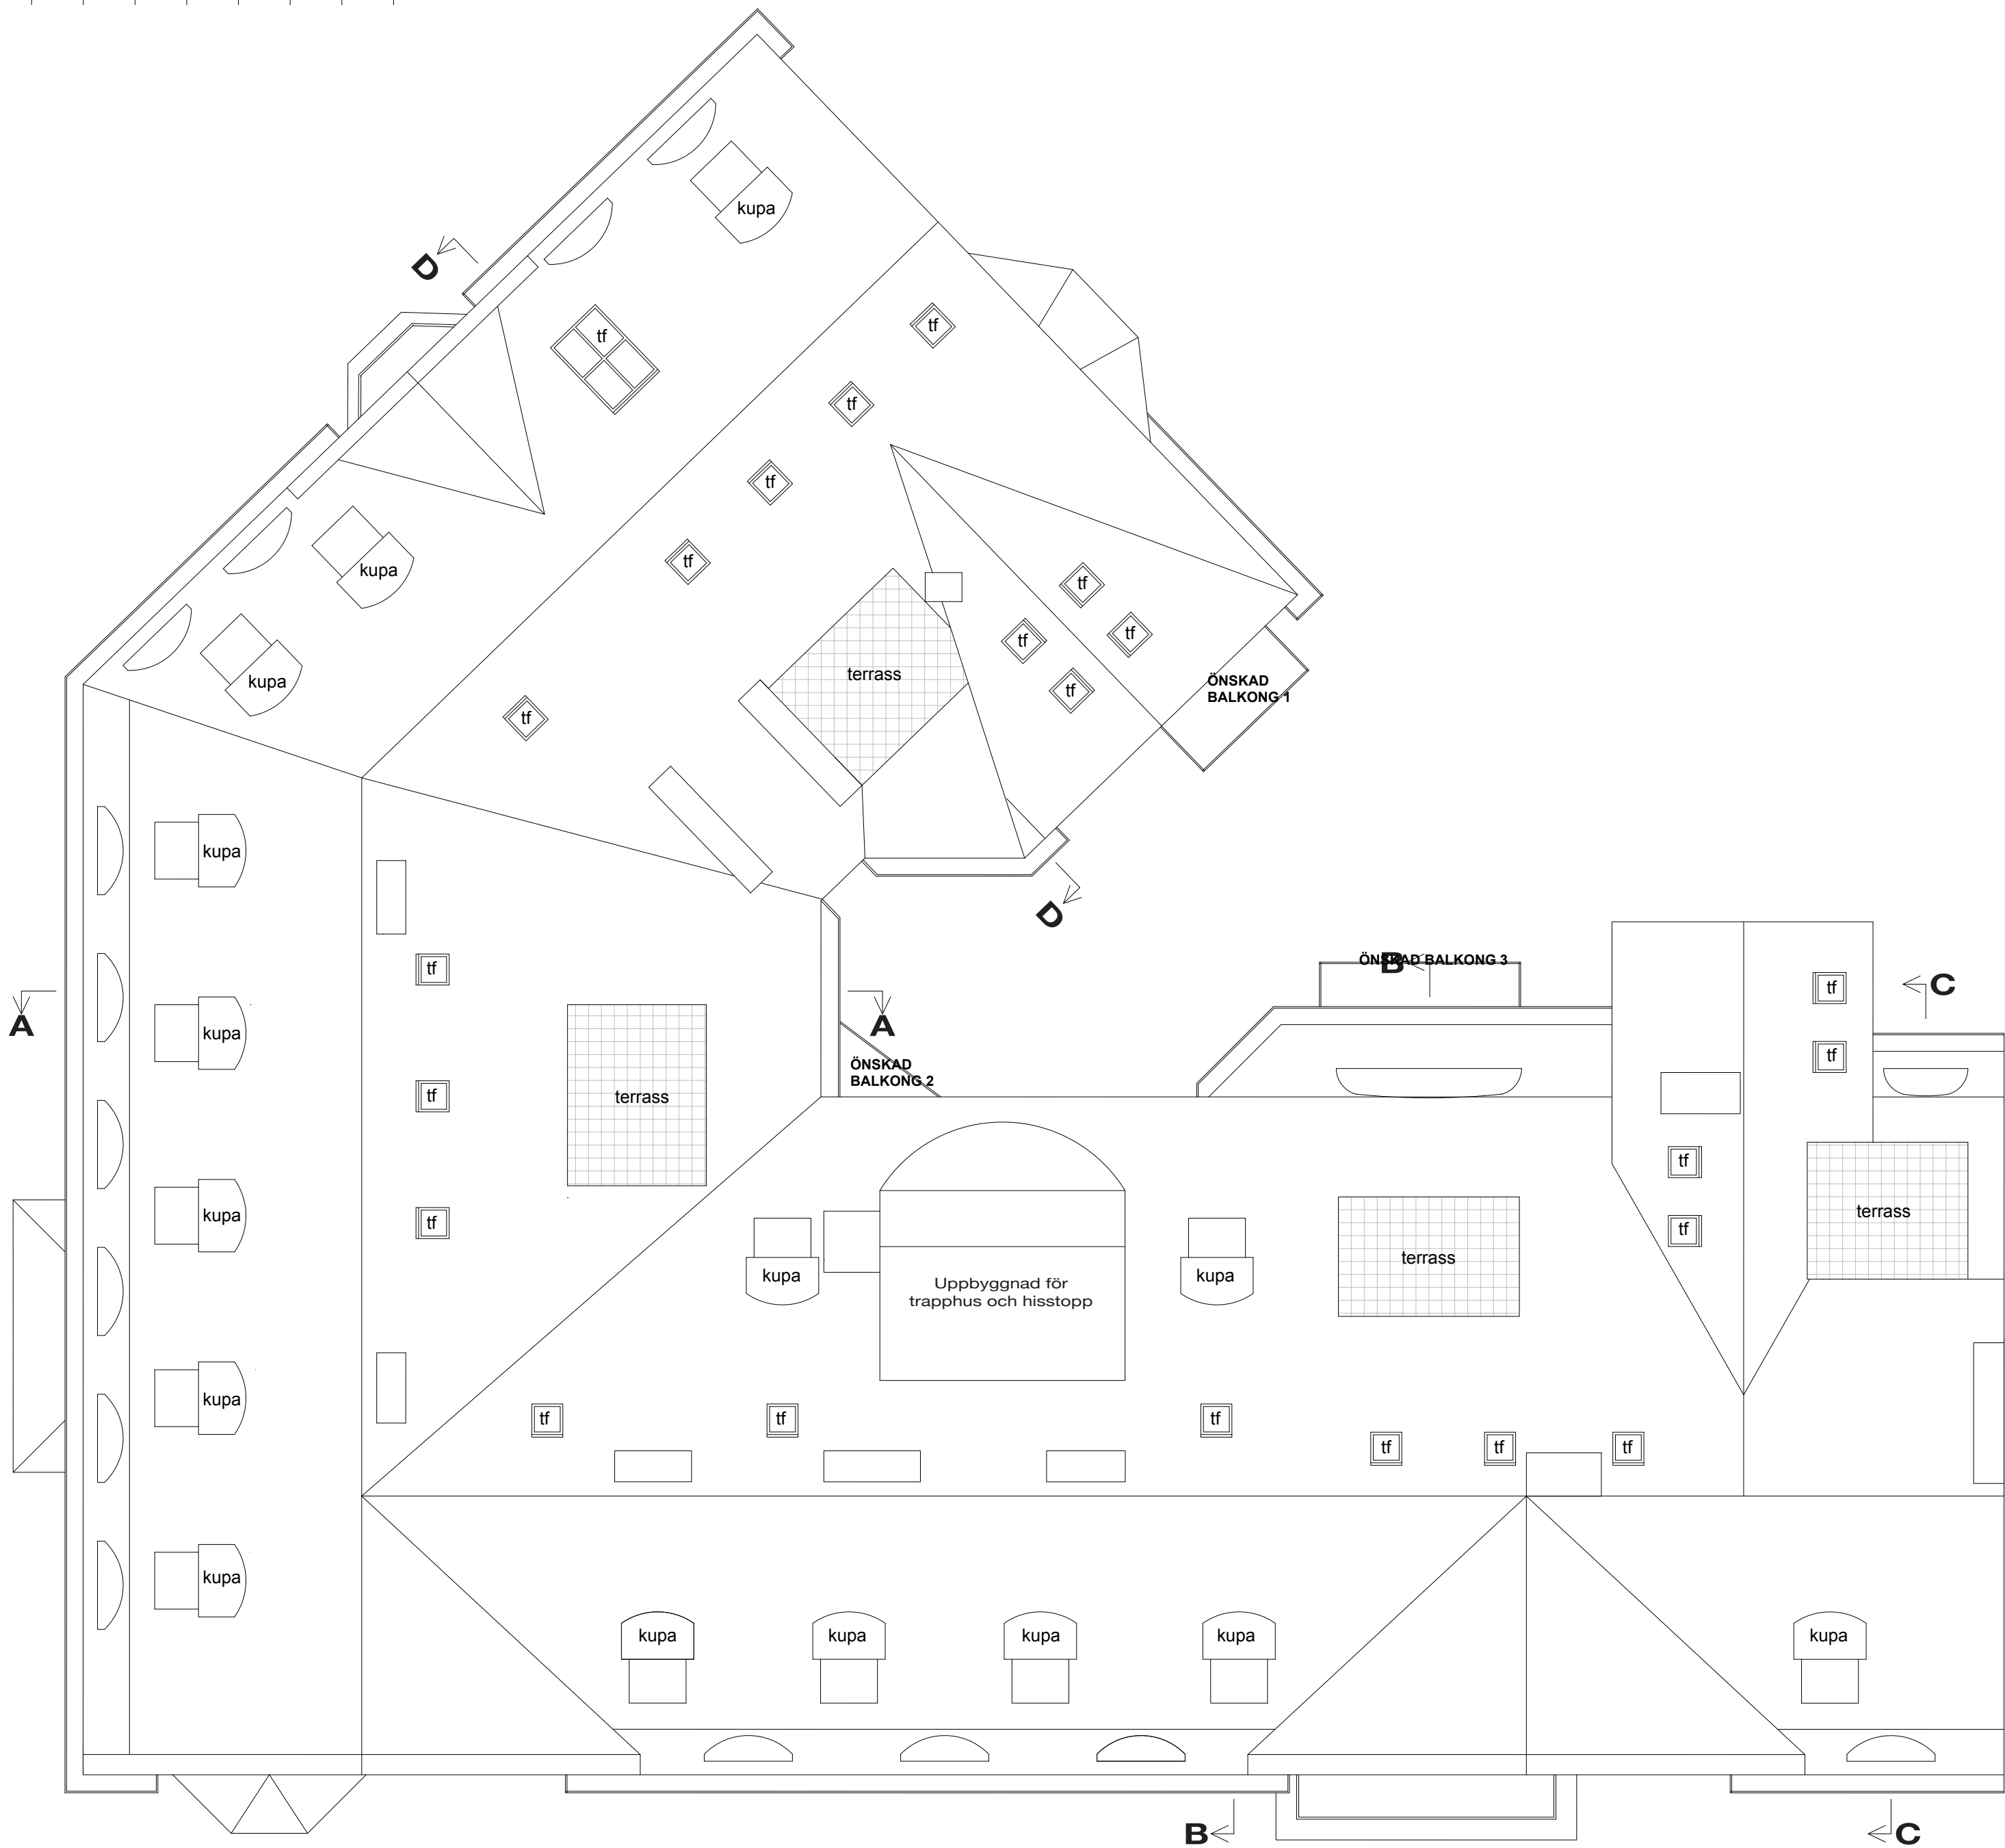 kupa
D
tf
tf
tf
tf
tf
kupa
tf
tf
tf
terrass
kupa
ÖNSKAD
BALKONG 1
tf
tf
kupa
D
ÖNSKAD BALKONG 3
B
tf
tf
C
A
A
kupa
tf
ÖNSKAD
BALKONG 2
terrass
tf
tf
kupa
tf
terrass
tf
terrass
kupa
kupa
Uppbyggnad för
trapphus och hisstopp
kupa
tf
tf
tf
tf
tf
tf
kupa
kupa
kupa
kupa
kupa
kupa
kupa
B
C